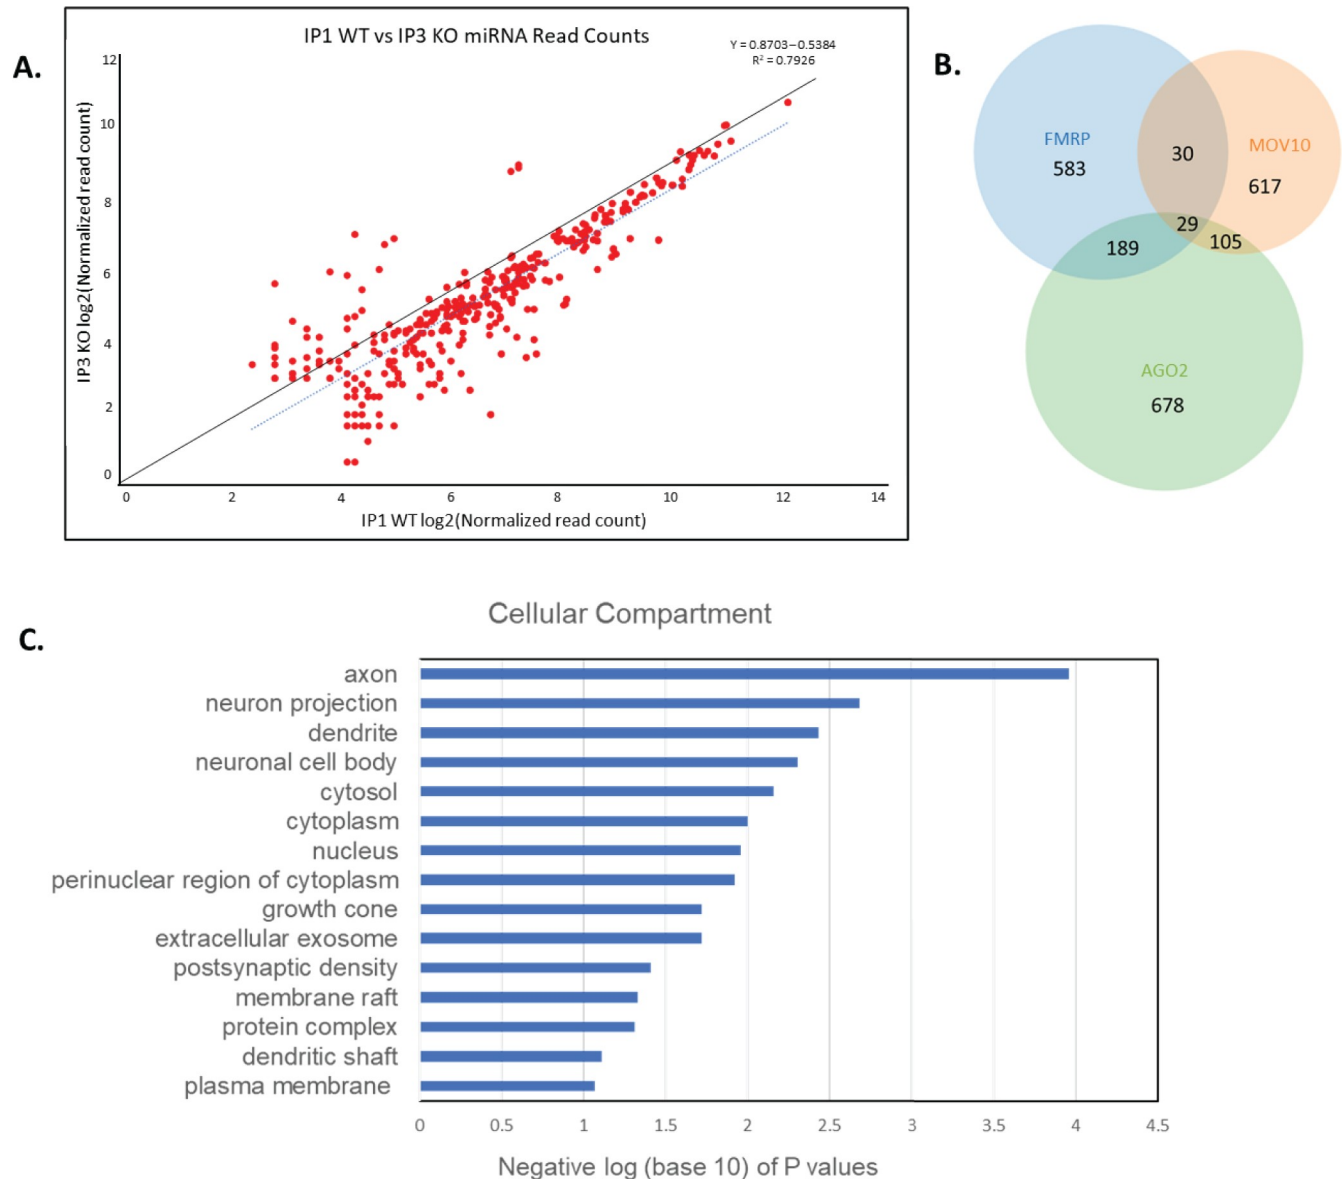 A.
IP1 WT vs IP3 KO miRNA Read Counts
Y = 0.8703–0.5384
R² = 0.7926
IP3 KO log2(Normalized read count)
12
10
8
6
4
2
0
0 2 4 6 8 10 12 14
IP1 WT log2(Normalized read count)
B.
FMRP
583
30
MOV10
617
29
189
105
AGO2
678
C.
Cellular Compartment
axon
neuron projection
dendrite
neuronal cell body
cytosol
cytoplasm
nucleus
perinuclear region of cytoplasm
growth cone
extracellular exosome
postsynaptic density
membrane raft
protein complex
dendritic shaft
plasma membrane
0 0.5 1 1.5 2 2.5 3 3.5 4 4.5
Negative log (base 10) of P values